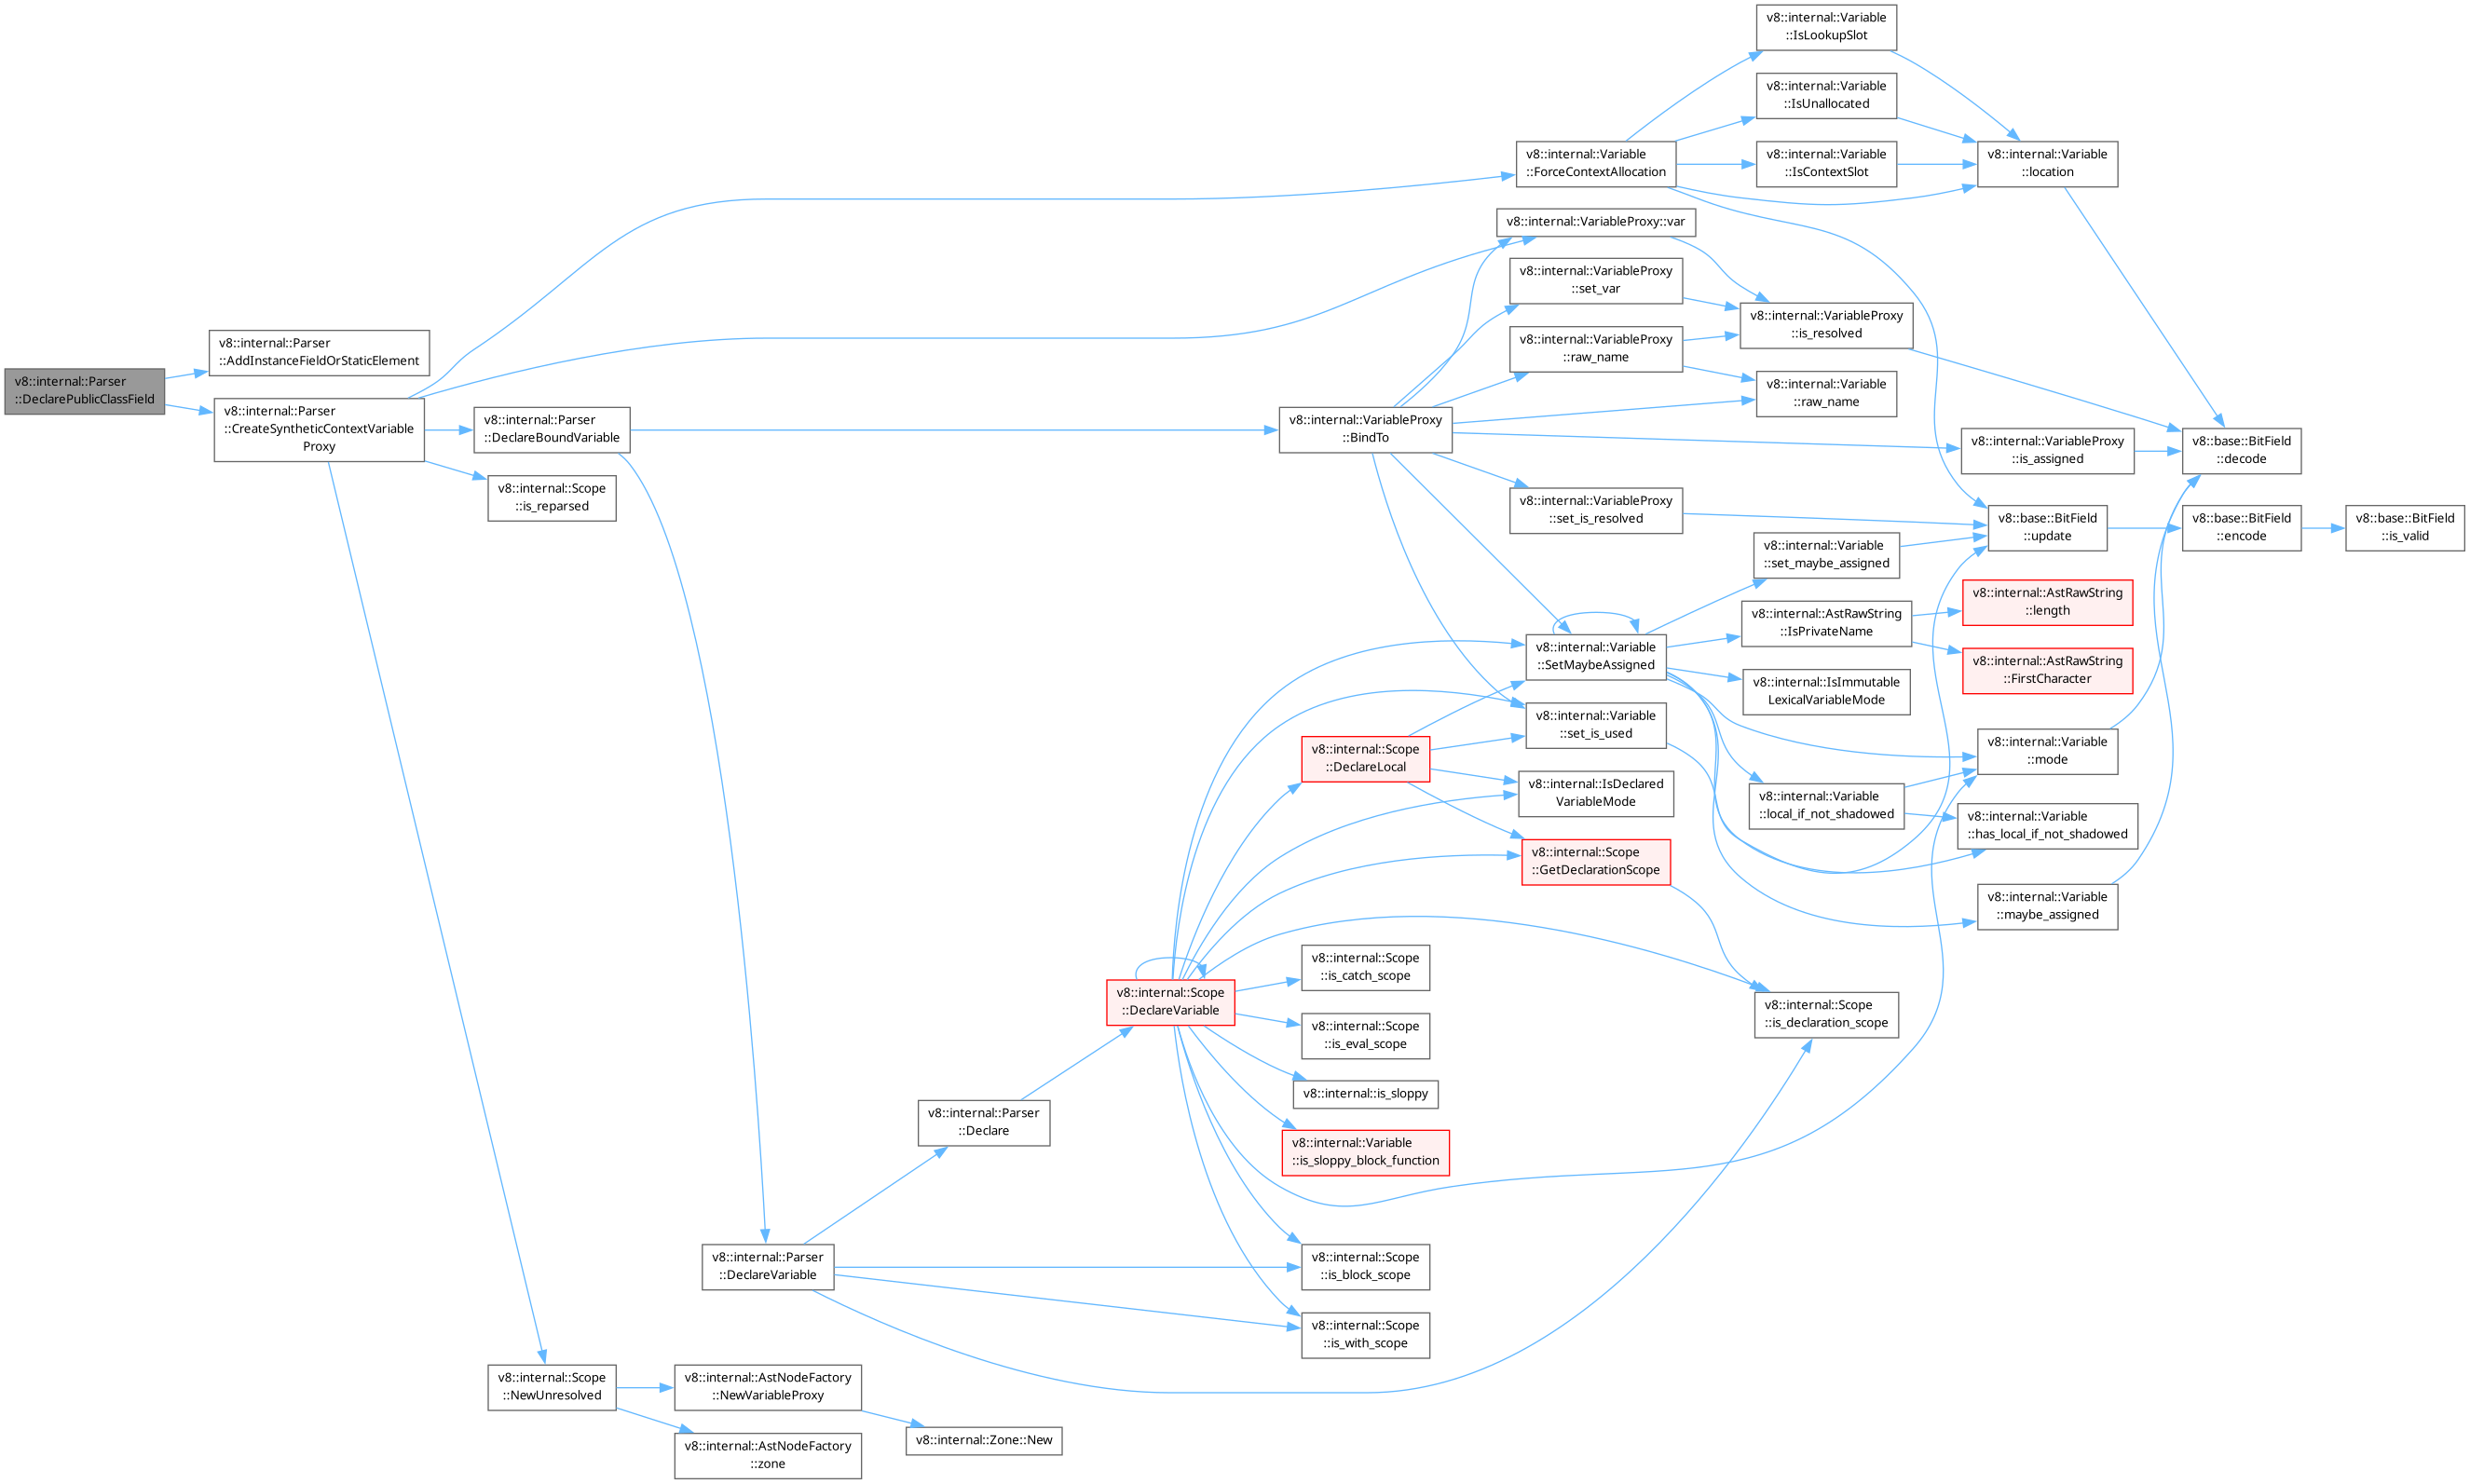 v8::internal::Parser
::DeclarePublicClassField
v8::internal::Parser
::AddInstanceFieldOrStaticElement
v8::internal::Parser
::CreateSyntheticContextVariable
Proxy
v8::internal::Parser
::DeclareBoundVariable
v8::internal::Scope
::is_reparsed
v8::internal::Scope
::NewUnresolved
v8::internal::Parser
::DeclareVariable
v8::internal::AstNodeFactory
::NewVariableProxy
v8::internal::AstNodeFactory
::zone
v8::internal::Parser
::Declare
v8::internal::Zone::New
v8::internal::Scope
::DeclareVariable
v8::internal::VariableProxy
::BindTo
v8::internal::Scope
::DeclareLocal
v8::internal::Scope
::is_catch_scope
v8::internal::Scope
::is_eval_scope
v8::internal::is_sloppy
v8::internal::Variable
::is_sloppy_block_function
v8::internal::Scope
::is_block_scope
v8::internal::Scope
::is_with_scope
v8::internal::Variable
::ForceContextAllocation
v8::internal::VariableProxy::var
v8::internal::VariableProxy
::set_var
v8::internal::VariableProxy
::raw_name
v8::internal::VariableProxy
::set_is_resolved
v8::internal::Variable
::SetMaybeAssigned
v8::internal::Variable
::set_is_used
v8::internal::IsDeclared
VariableMode
v8::internal::Scope
::GetDeclarationScope
v8::internal::Variable
::IsLookupSlot
v8::internal::Variable
::IsUnallocated
v8::internal::Variable
::IsContextSlot
v8::internal::VariableProxy
::is_resolved
v8::internal::Variable
::raw_name
v8::internal::Variable
::set_maybe_assigned
v8::internal::AstRawString
::IsPrivateName
v8::internal::IsImmutable
LexicalVariableMode
v8::internal::Variable
::local_if_not_shadowed
v8::internal::Scope
::is_declaration_scope
v8::internal::Variable
::location
v8::internal::VariableProxy
::is_assigned
v8::base::BitField
::update
v8::internal::AstRawString
::length
v8::internal::AstRawString
::FirstCharacter
v8::internal::Variable
::mode
v8::internal::Variable
::has_local_if_not_shadowed
v8::internal::Variable
::maybe_assigned
v8::base::BitField
::decode
v8::base::BitField
::encode
v8::base::BitField
::is_valid